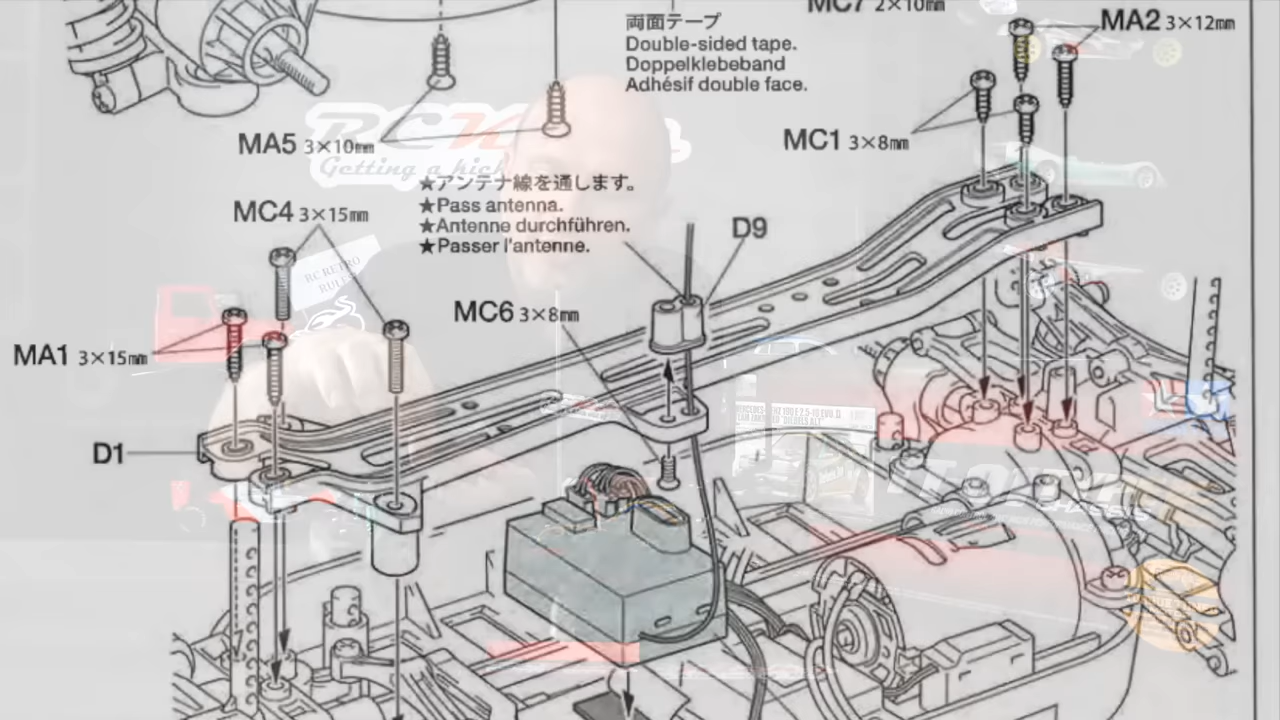 両面テープ
Double-sided tape.
Doppelklebeband
Adhésif double face.
MC7 2×10mm
MA2 3×12mm
MC1 3×8mm
MA5 3×10mm
RCK
Getting a kick
★アンテナ線を通します。
★Pass antenna.
★Antenne durchführen.
★Passer l'antenne.
MC4 3×15mm
D9
RC RETRO
RULES
MC6 3×8mm
MA1 3×15mm
D1
CHASSIS